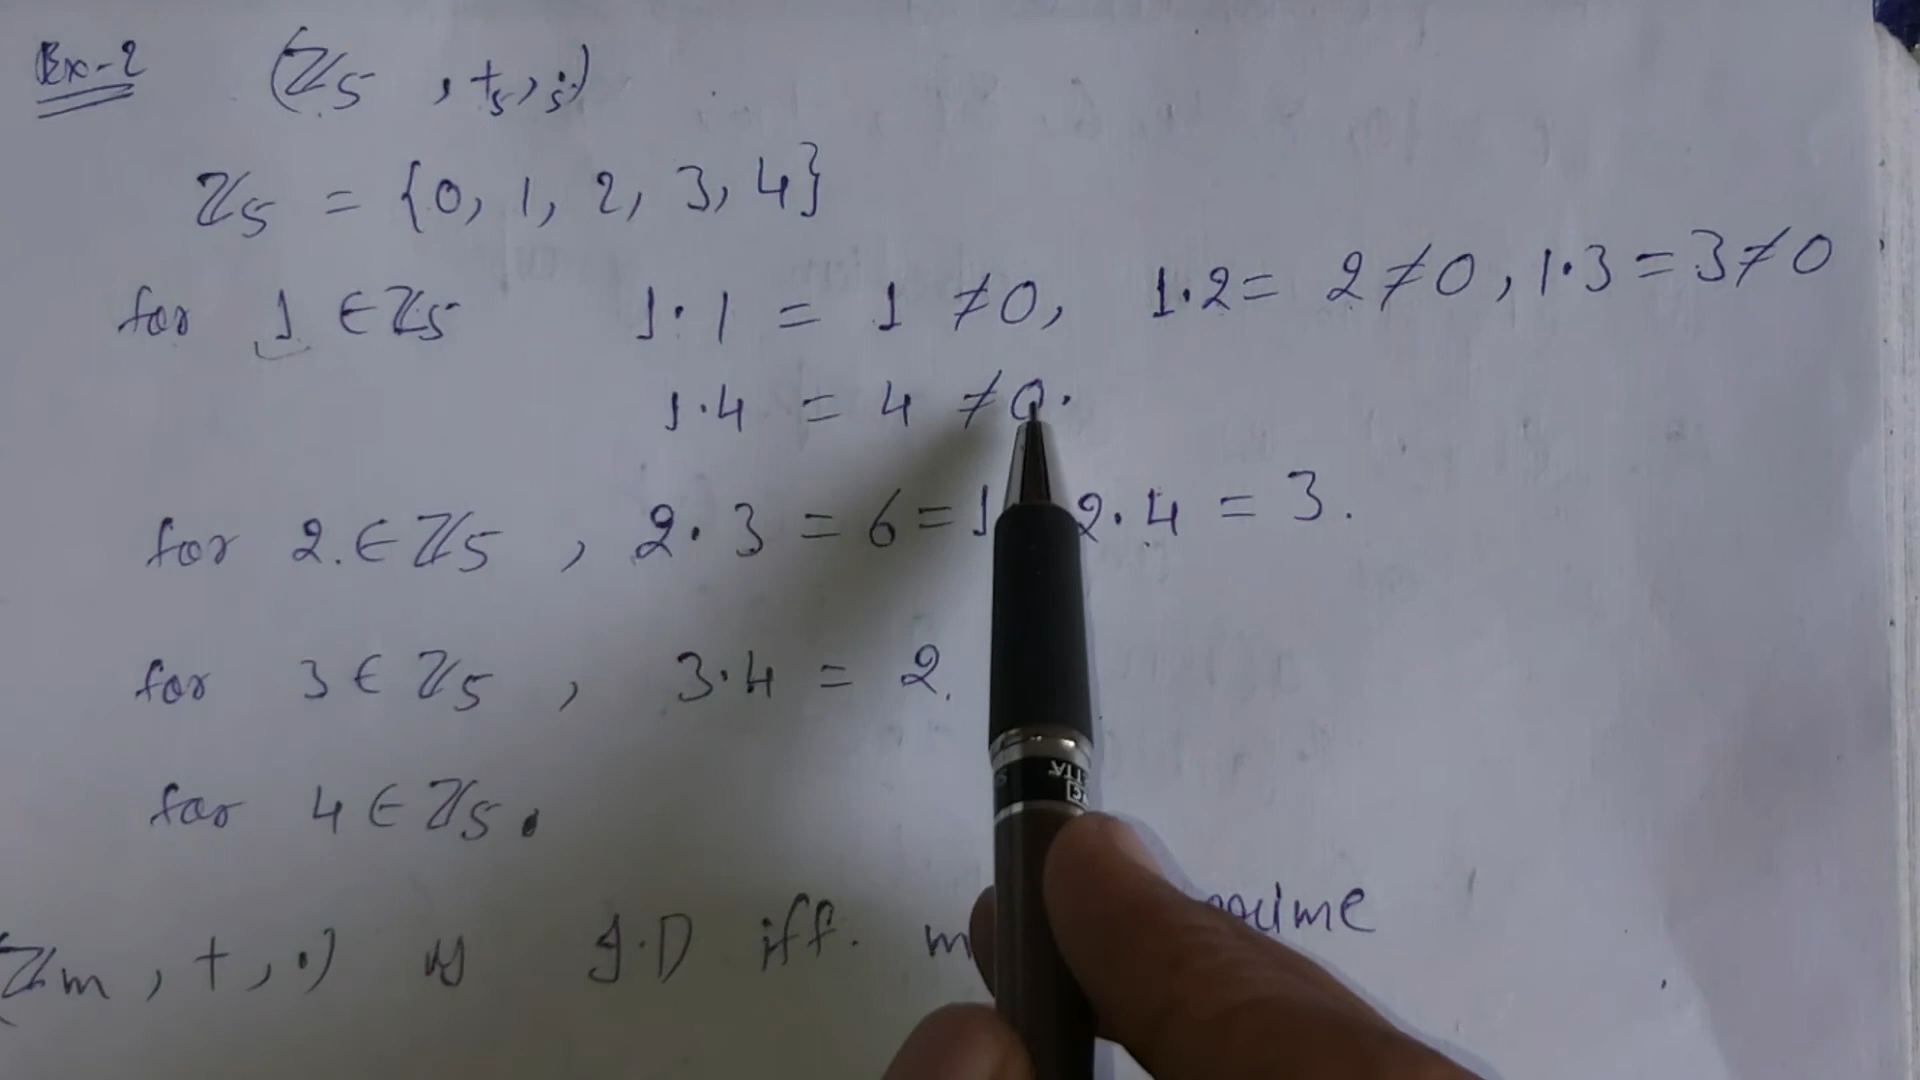 Ex-2 (ℤ5 , +5, ·5)
ℤ5 = {0, 1, 2, 3, 4}
for 1 ∈ ℤ5 1·1 = 1 ≠0, 1·2= 2≠0, 1·3=3≠0
1·4 = 4 ≠0.
for 2. ∈ ℤ5 , 2·3 = 6=1 2·4 = 3.
for 3 ∈ ℤ5 , 3·4 = 2.
for 4 ∈ ℤ5.
(ℤm , +, ·) is I.D iff. m